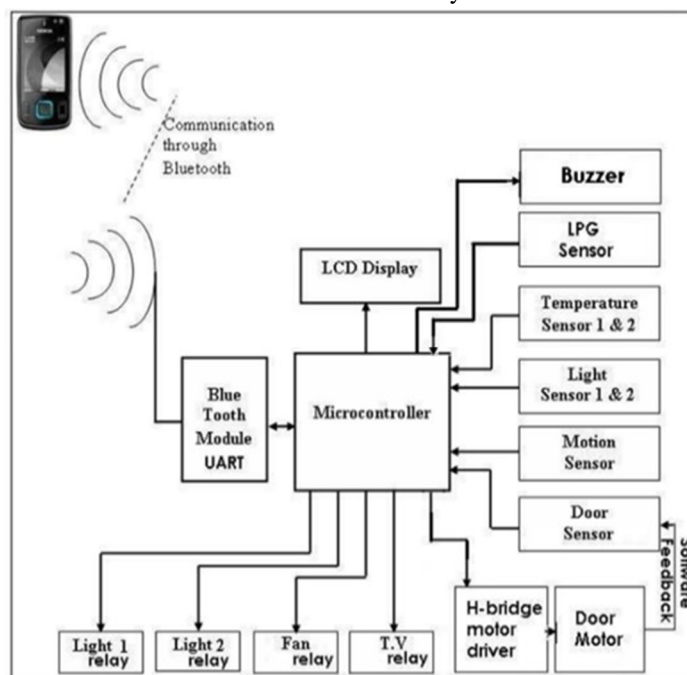 Communication
through
Bluetooth
Buzzer
LPG
Sensor
LCD Display
Temperature
Sensor 1 & 2
Blue
Tooth
Module
UART
Microcontroller
Light
Sensor 1 & 2
Motion
Sensor
Door
Sensor
Software
Feedback
Light 1
relay
Light 2
relay
Fan
relay
T.V
relay
H-bridge
motor
driver
Door
Motor